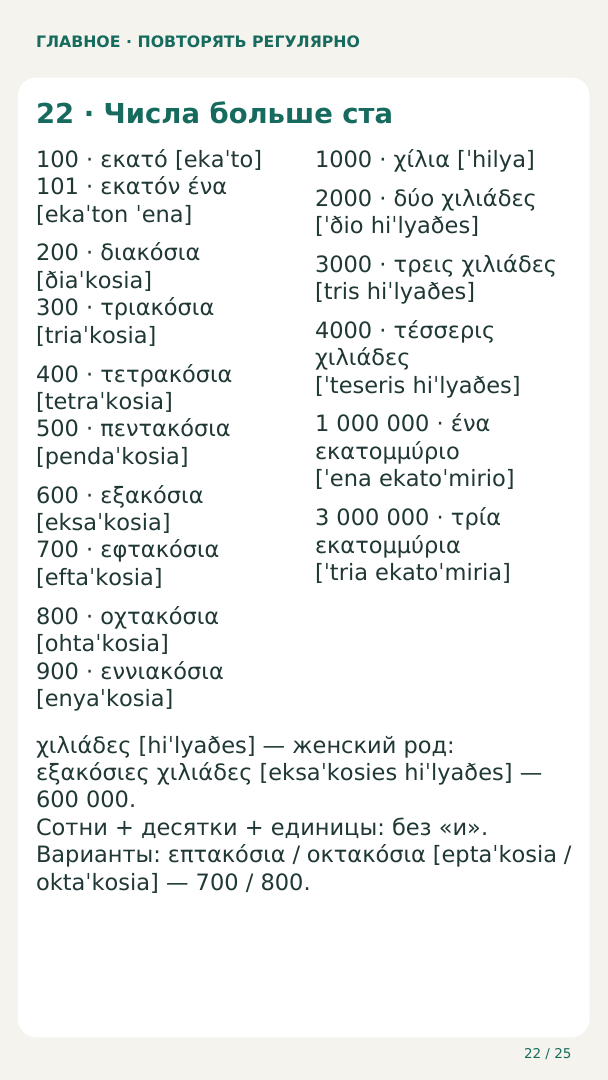 ГЛАВНОЕ · ПОВТОРЯТЬ РЕГУЛЯРНО
22 · Числа больше ста
100 · εκατό [ekaˈto]
101 · εκατόν ένα
[ekaˈton ˈena]
200 · διακόσια
[ðiaˈkosia]
300 · τριακόσια
[triaˈkosia]
400 · τετρακόσια
[tetraˈkosia]
500 · πεντακόσια
[pendaˈkosia]
600 · εξακόσια
[eksaˈkosia]
700 · εφτακόσια
[eftaˈkosia]
800 · οχτακόσια
[ohtaˈkosia]
900 · εννιακόσια
[enyaˈkosia]
1000 · χίλια [ˈhilya]
2000 · δύο χιλιάδες
[ˈðio hiˈlyaðes]
3000 · τρεις χιλιάδες
[tris hiˈlyaðes]
4000 · τέσσερις
χιλιάδες
[ˈteseris hiˈlyaðes]
1 000 000 · ένα
εκατομμύριο
[ˈena ekatoˈmirio]
3 000 000 · τρία
εκατομμύρια
[ˈtria ekatoˈmiria]
χιλιάδες [hiˈlyaðes] — женский род:
εξακόσιες χιλιάδες [eksaˈkosies hiˈlyaðes] —
600 000.
Сотни + десятки + единицы: без «и».
Варианты: επτακόσια / οκτακόσια [eptaˈkosia /
oktaˈkosia] — 700 / 800.
22 / 25